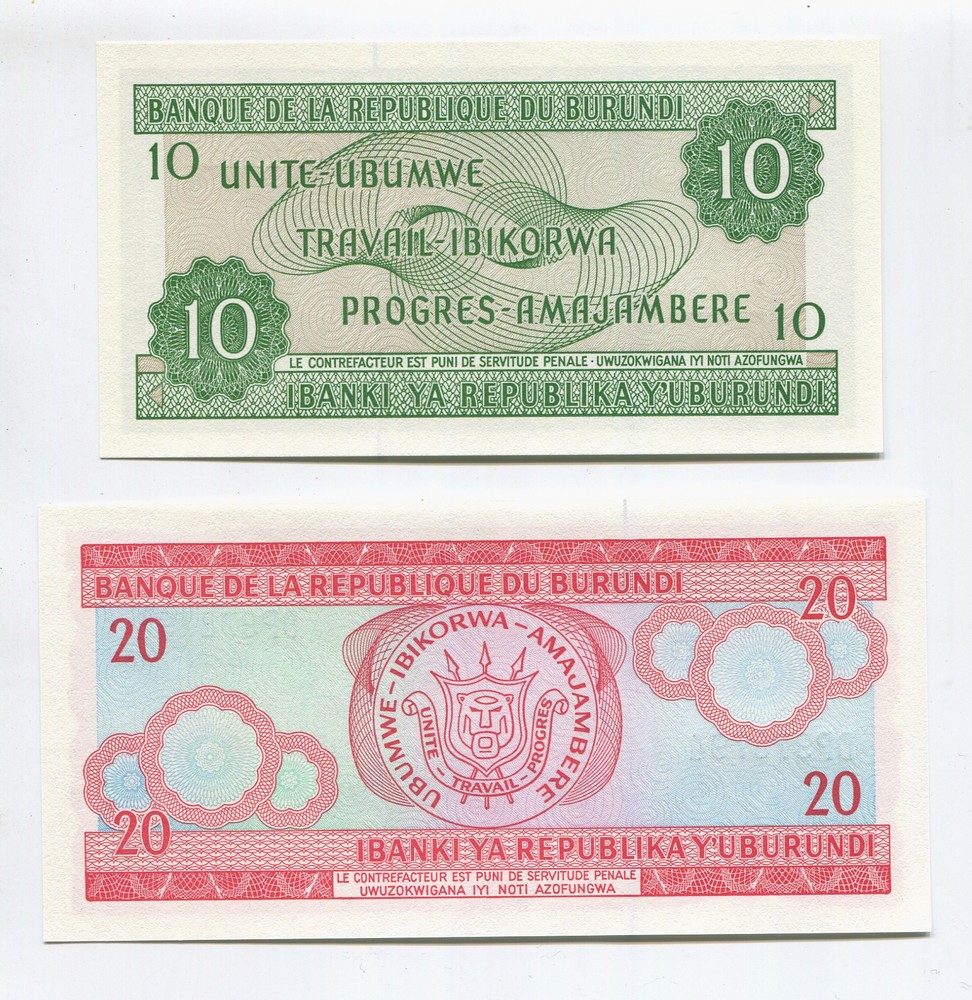 BANQUE DE LA REPUBLIQUE DU BURUNDI
10
10
UNITE-UBUMWE
TRAVAIL-IBIKORWA
PROGRES-AMAJAMBERE
10
10
LE CONTREFACTEUR EST PUNI DE SERVITUDE PENALE · UWUZOKWIGANA IYI NOTI AZOFUNGWA
IBANKI YA REPUBLIKA Y'UBURUNDI
BANQUE DE LA REPUBLIQUE DU BURUNDI
20
20
UBUMWE-IBIKORWA-AMAJAMBERE
UNITE - TRAVAIL - PROGRES
20
20
IBANKI YA REPUBLIKA Y'UBURUNDI
LE CONTREFACTEUR EST PUNI DE SERVITUDE PENALE
UWUZOKWIGANA IYI NOTI AZOFUNGWA